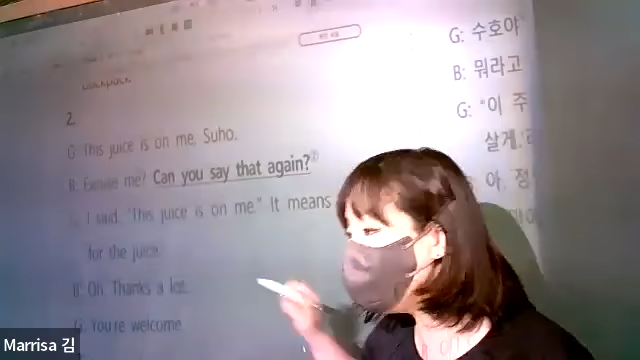 2.
G: This juice is on me, Suho.
B: Excuse me? Can you say that again?
G: I said, "This juice is on me." It means
for the juice.
B: Oh. Thanks a lot.
G: You're welcome.
G: 수호야
B: 뭐라고
G: "이 주
살게."
아, 정
Marrisa 김